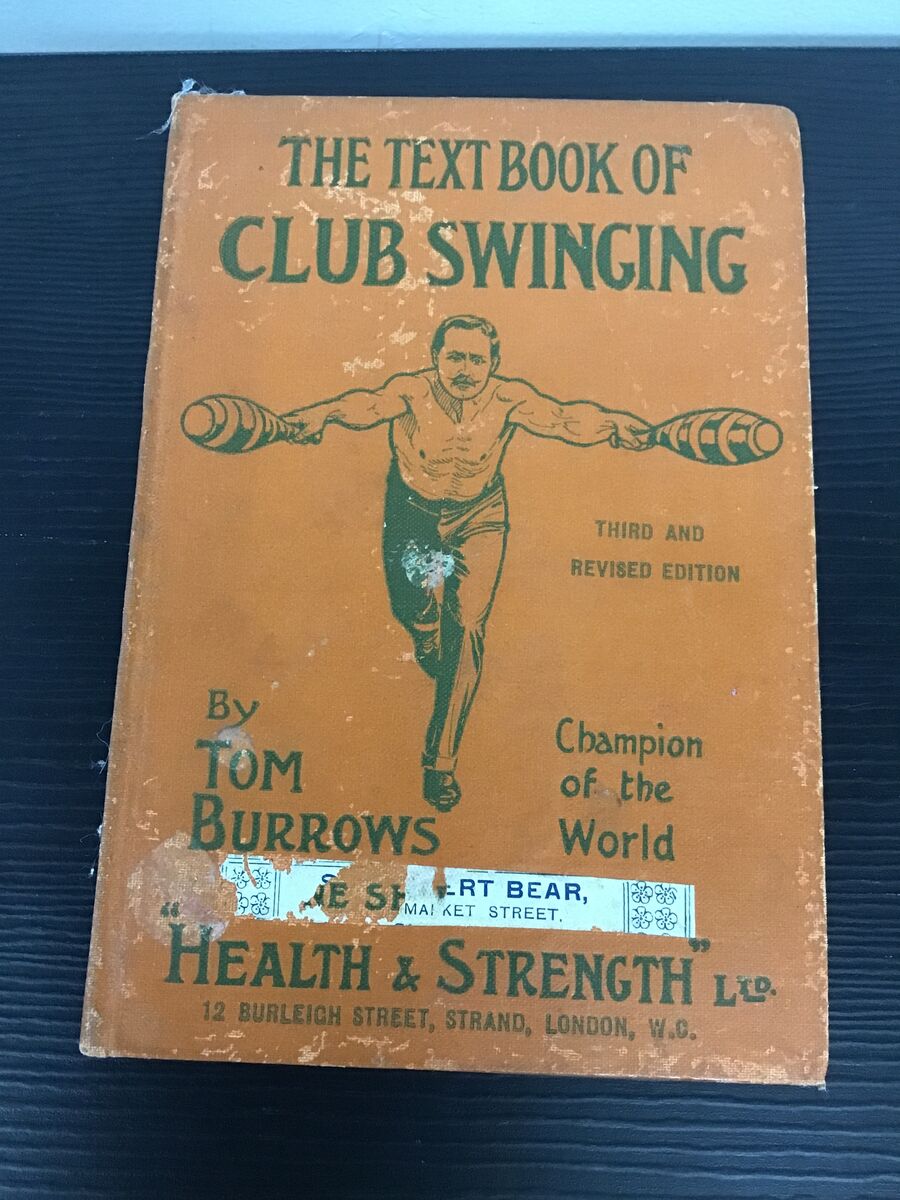 THE TEXT BOOK OF
CLUB SWINGING
THIRD AND
REVISED EDITION
By
TOM
BURROWS
Champion
of the
World
BEAR,
MARKET STREET,
"HEALTH & STRENGTH" LTD.
12 BURLEIGH STREET, STRAND, LONDON, W.C.